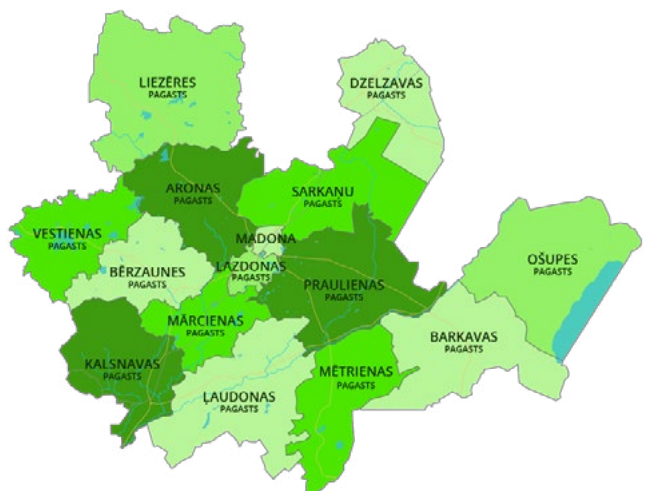 LIEZĒRES
PAGASTS
DZELZAVAS
PAGASTS
ARONAS
PAGASTS
SARKAŅU
PAGASTS
VESTIENAS
PAGASTS
MADONA
BĒRZAUNES
PAGASTS
LAZDONAS
PAGASTS
PRAULIENAS
PAGASTS
OŠUPES
PAGASTS
MĀRCIENAS
PAGASTS
BARKAVAS
PAGASTS
KALSNAVAS
PAGASTS
MĒTRIENAS
PAGASTS
ĻAUDONAS
PAGASTS